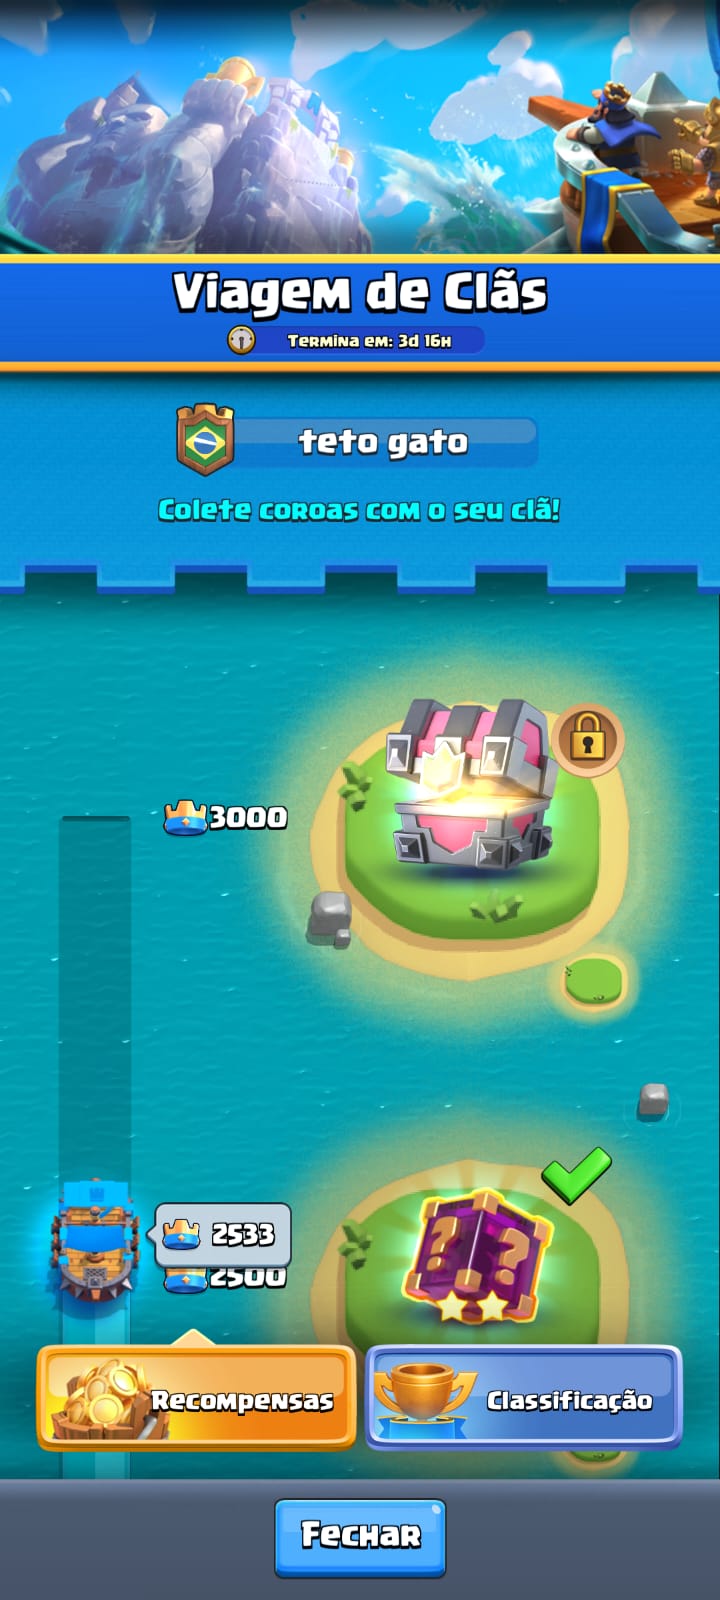 Viagem de Clãs
Termina em: 3d 16h
teto gato
Colete coroas com o seu clã!
3000
2533
2500
? ?
Recompensas
Classificação
Fechar